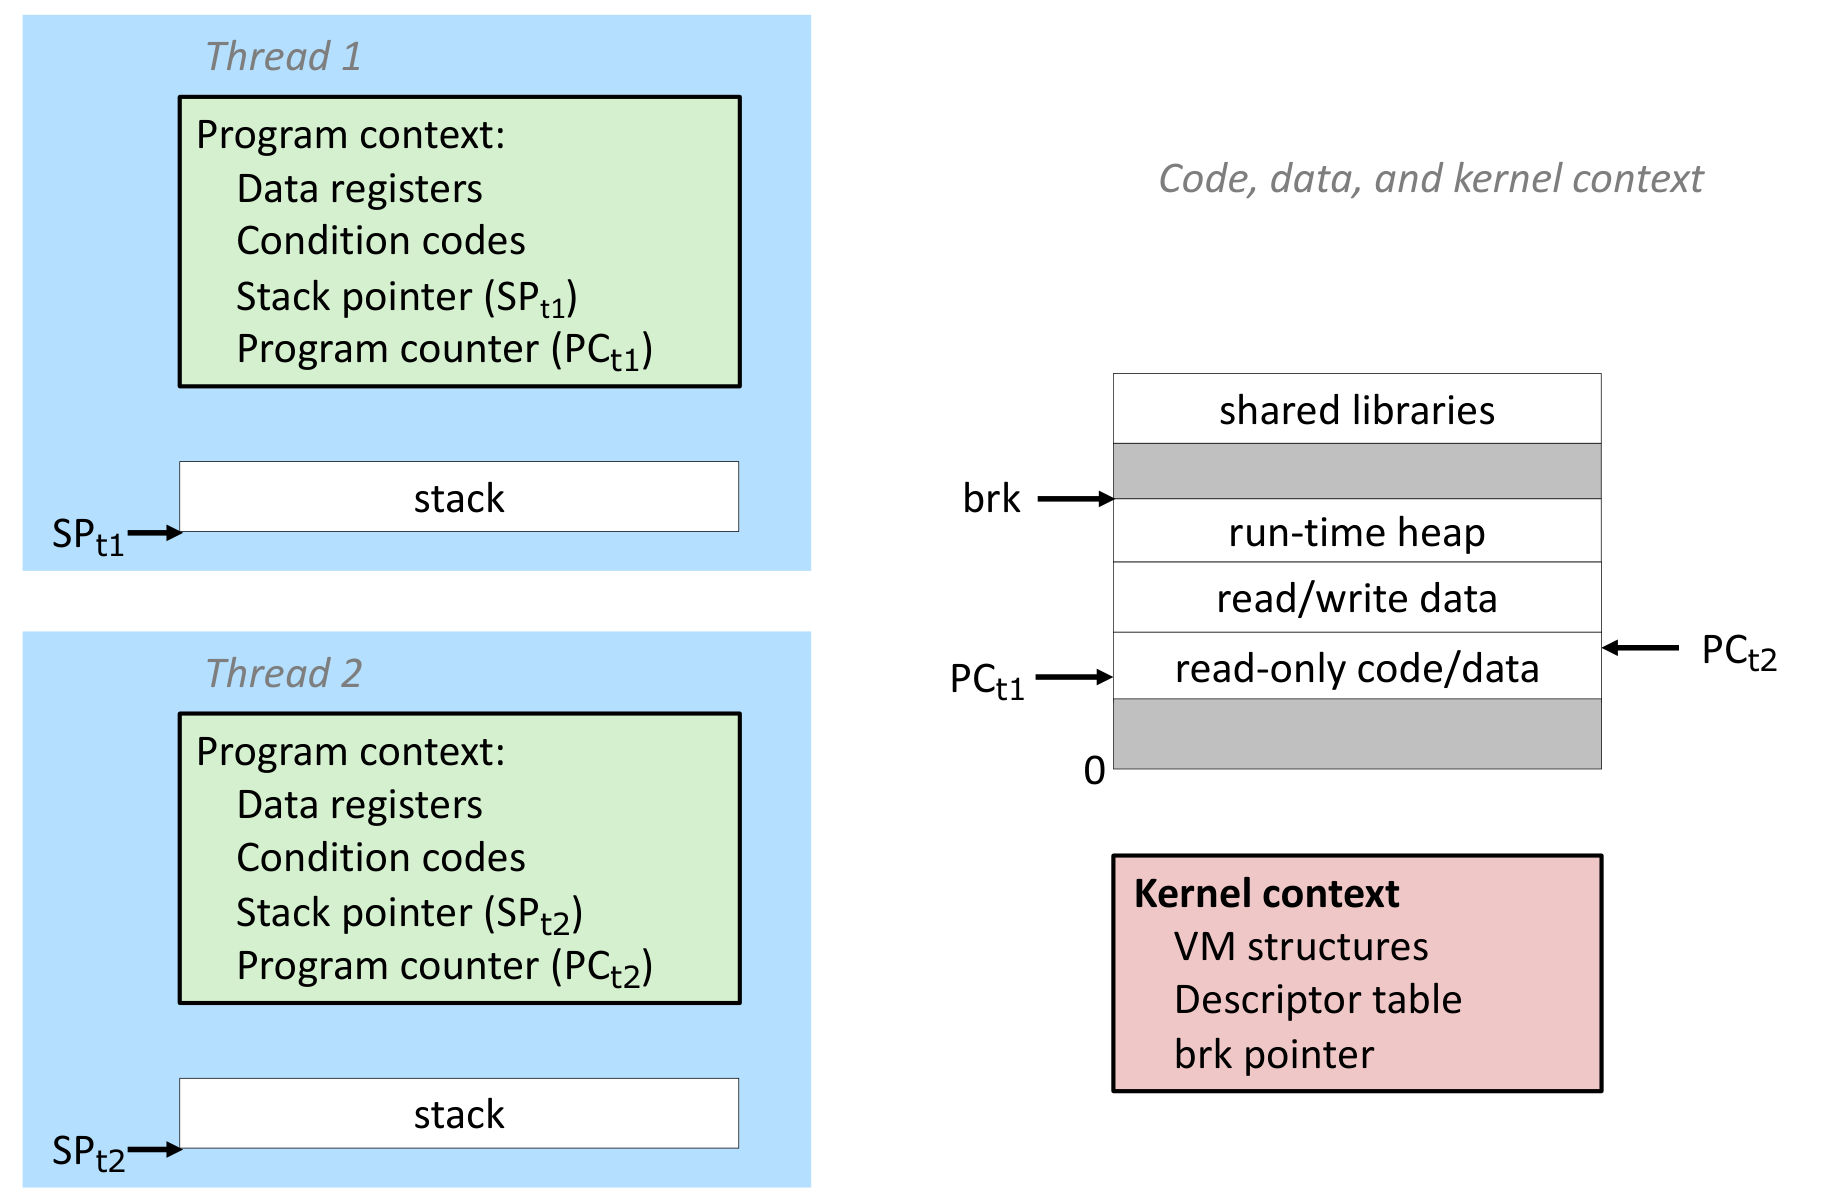 Thread 1
Program context:
Data registers
Condition codes
Stack pointer (SPt1)
Program counter (PCt1)
stack
SPt1
Thread 2
Program context:
Data registers
Condition codes
Stack pointer (SPt2)
Program counter (PCt2)
stack
SPt2
Code, data, and kernel context
shared libraries
brk
run-time heap
read/write data
PCt2
read-only code/data
PCt1
0
Kernel context
VM structures
Descriptor table
brk pointer